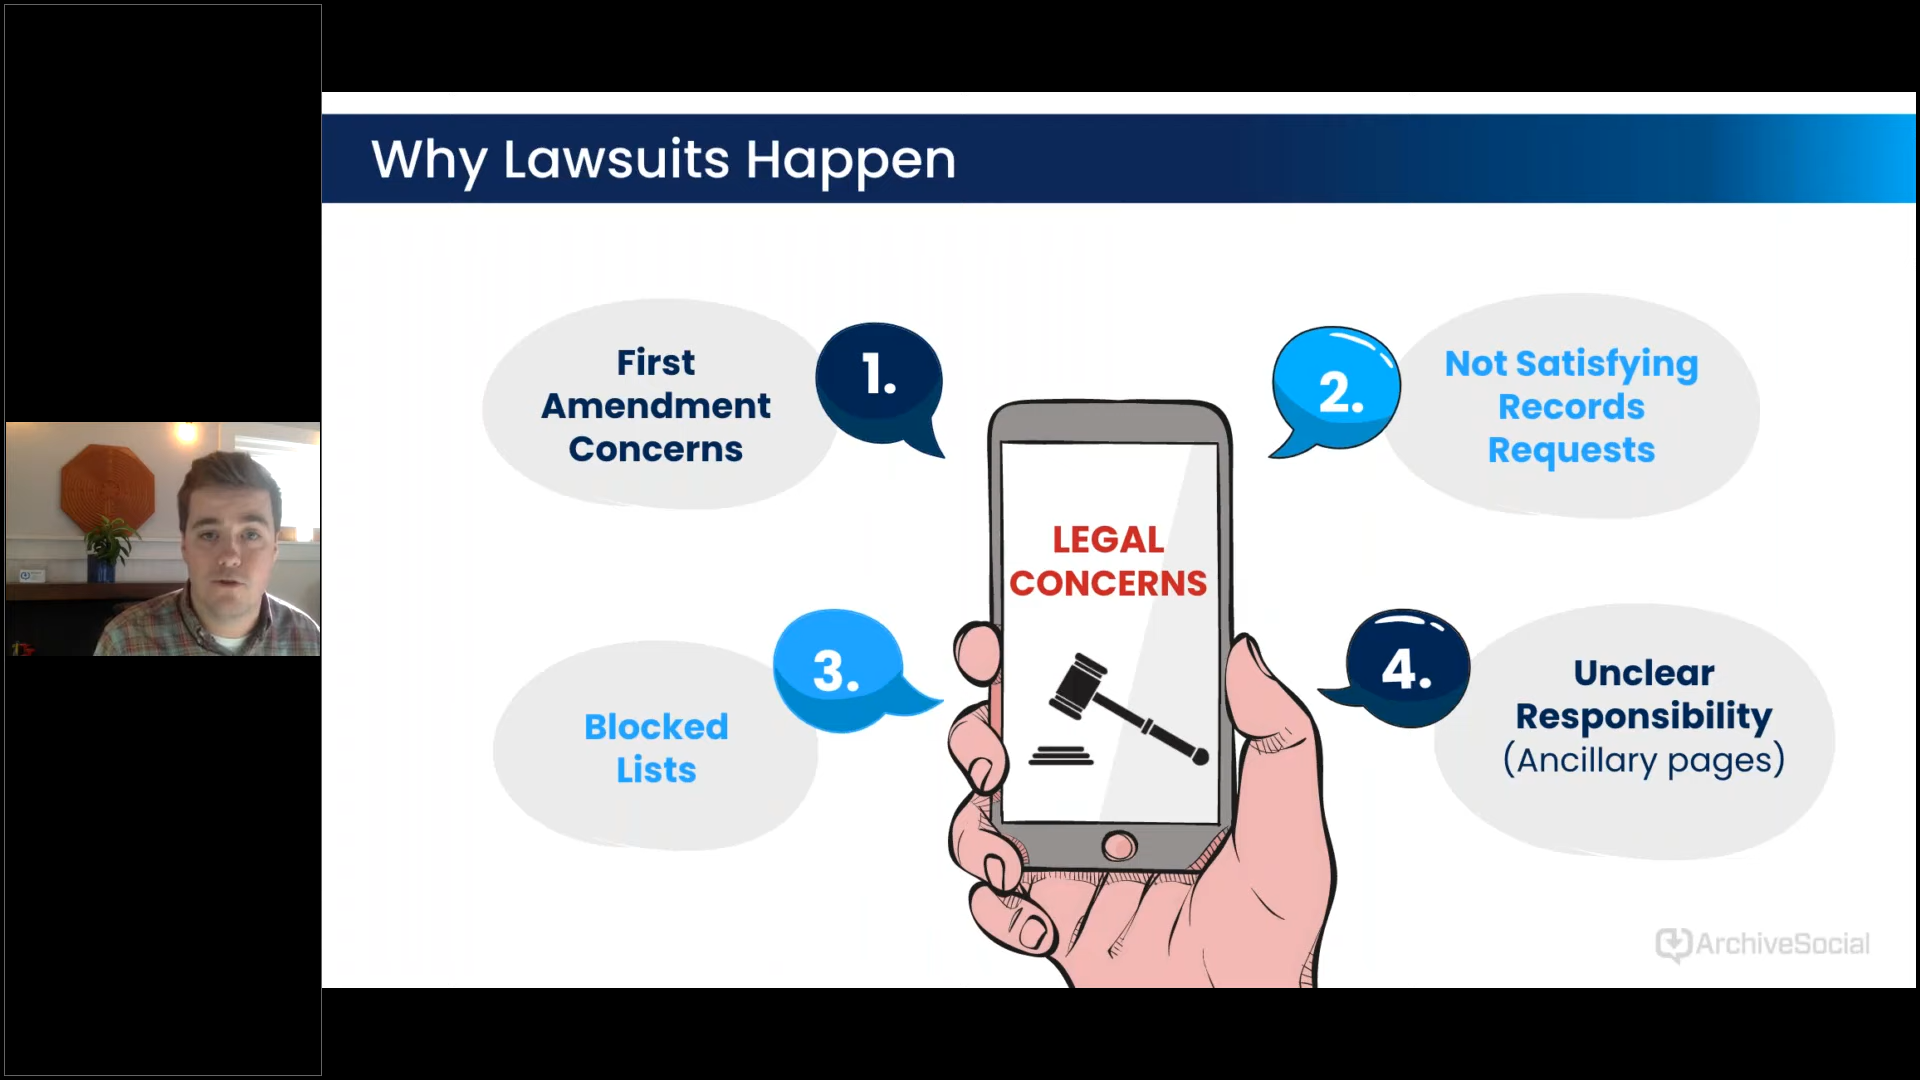 Why Lawsuits Happen
First
Amendment
Concerns
1.
2.
Not Satisfying
Records
Requests
LEGAL
CONCERNS
3.
Blocked
Lists
4.
Unclear
Responsibility
(Ancillary pages)
ArchiveSocial